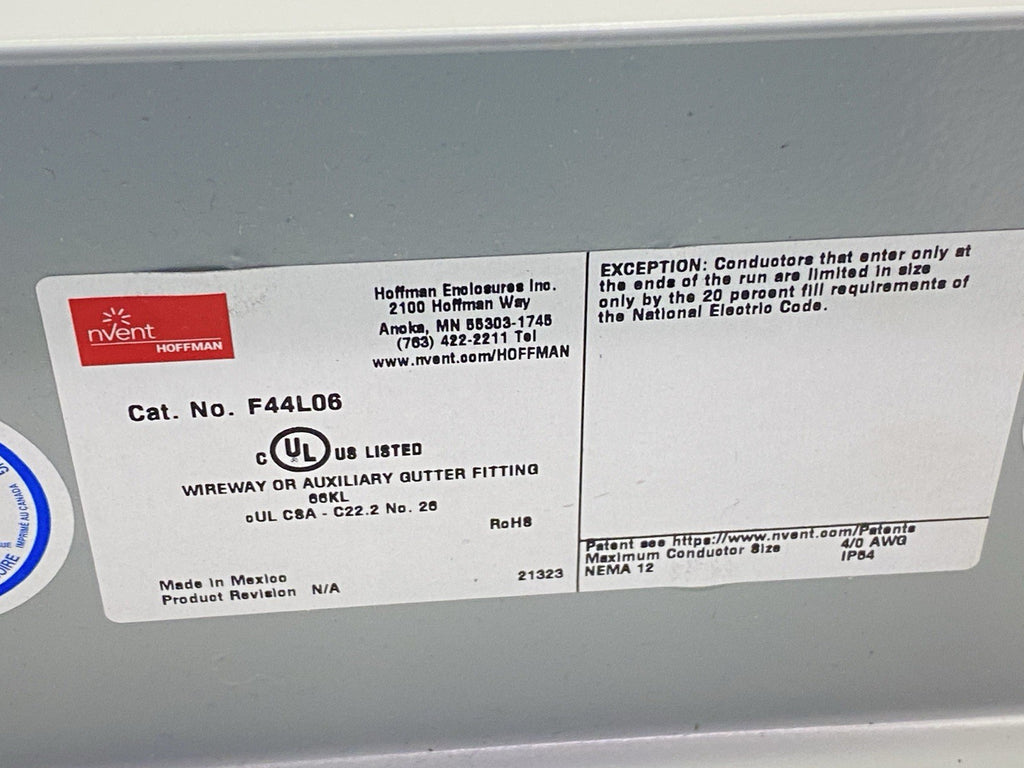 nVent
HOFFMAN
Hoffman Enclosures Inc.
2100 Hoffman Way
Anoka, MN 55303-1745
(763) 422-2211 Tel
www.nvent.com/HOFFMAN
Cat. No. F44L06
C UL US LISTED
®
WIREWAY OR AUXILIARY GUTTER FITTING
66KL
cUL CSA - C22.2 No. 26
RoHS
Made in Mexico
Product Revision N/A
21323
EXCEPTION: Conductors that enter only at
the ends of the run are limited in size
only by the 20 percent fill requirements of
the National Electric Code.
Patent see https://www.nvent.com/Patents
Maximum Conductor Size 4/0 AWG
NEMA 12 IP54
IMPRIMÉ AU CANADA